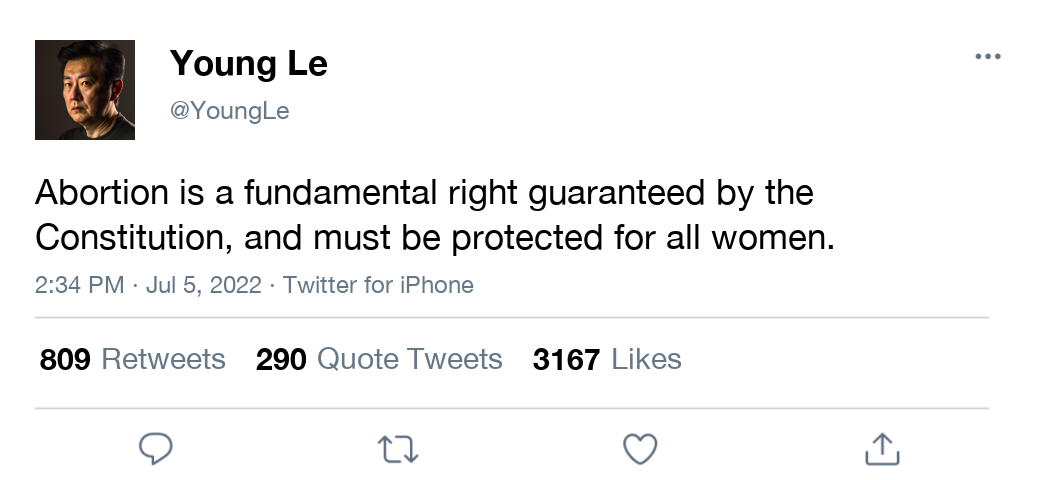 Young Le
@YoungLe
Abortion is a fundamental right guaranteed by the
Constitution, and must be protected for all women.
2:34 PM · Jul 5, 2022 · Twitter for iPhone
809 Retweets 290 Quote Tweets 3167 Likes